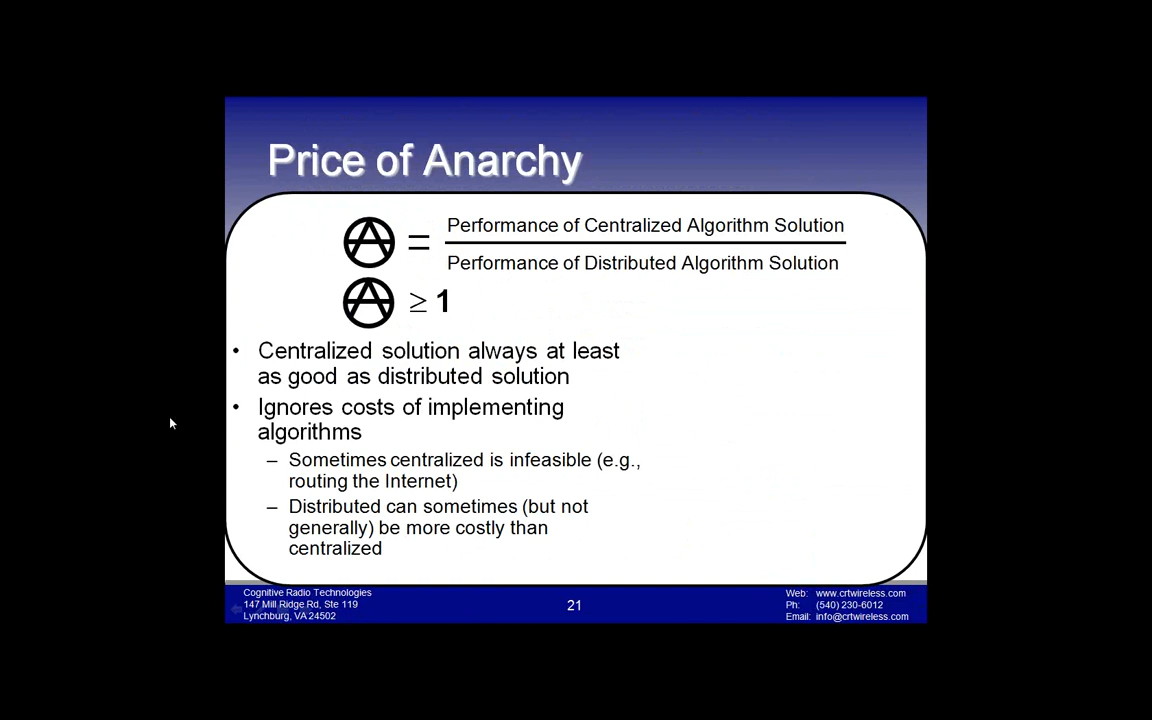 Price of Anarchy
Ⓐ = Performance of Centralized Algorithm Solution
Performance of Distributed Algorithm Solution
Ⓐ ≥ 1
• Centralized solution always at least
as good as distributed solution
• Ignores costs of implementing
algorithms
– Sometimes centralized is infeasible (e.g.,
routing the Internet)
– Distributed can sometimes (but not
generally) be more costly than
centralized
Cognitive Radio Technologies
147 Mill Ridge Rd, Ste 119
Lynchburg, VA 24502
21
Web: www.crtwireless.com
Ph: (540) 230-6012
Email: info@crtwireless.com